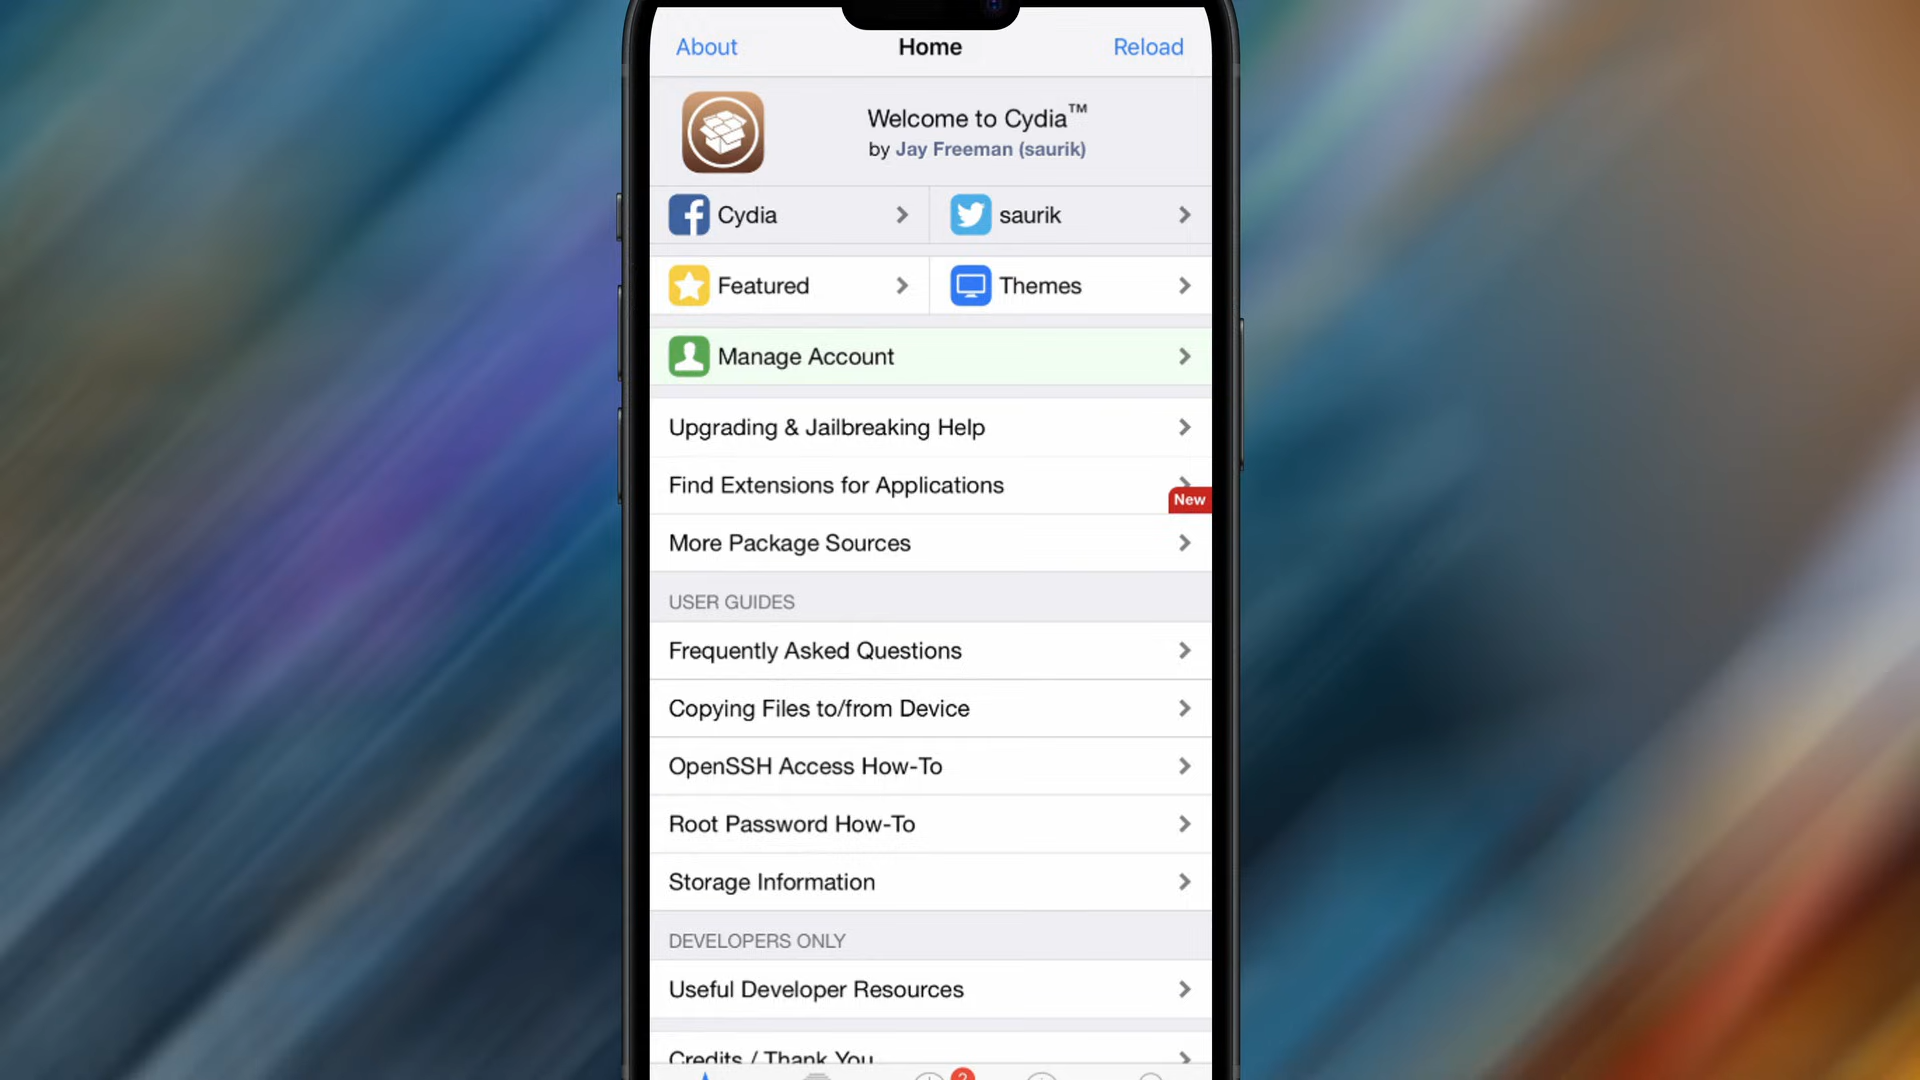 About Home Reload
Welcome to Cydia™
by Jay Freeman (saurik)
Cydia saurik
Featured Themes
Manage Account
Upgrading & Jailbreaking Help
Find Extensions for Applications
New
More Package Sources
USER GUIDES
Frequently Asked Questions
Copying Files to/from Device
OpenSSH Access How-To
Root Password How-To
Storage Information
DEVELOPERS ONLY
Useful Developer Resources
Credits / Thank You
2